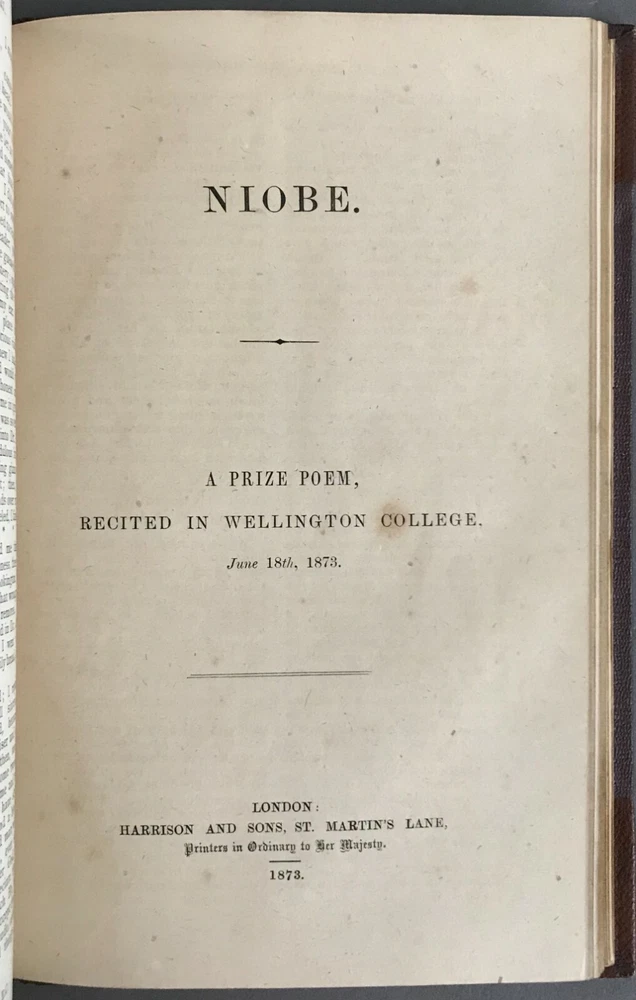 NIOBE.
A PRIZE POEM,
RECITED IN WELLINGTON COLLEGE.
June 18th, 1873.
LONDON:
HARRISON AND SONS, ST. MARTIN'S LANE,
Printers in Ordinary to Her Majesty.
1873.